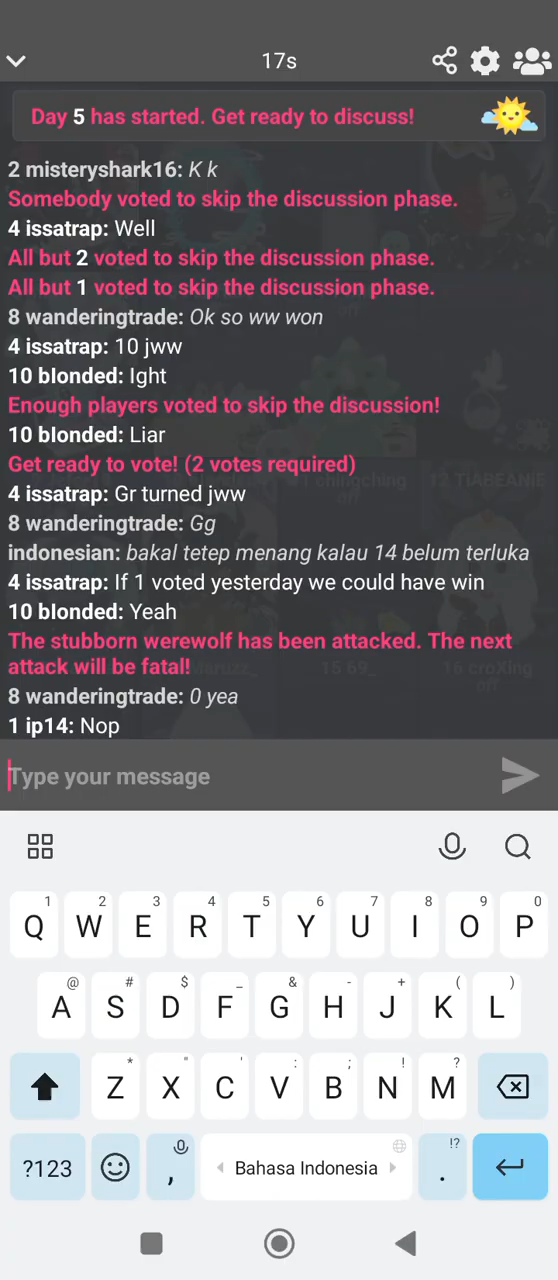 17s
Day 5 has started. Get ready to discuss!
2 misteryshark16: K k
Somebody voted to skip the discussion phase.
4 issatrap: Well
All but 2 voted to skip the discussion phase.
All but 1 voted to skip the discussion phase.
8 wanderingtrade: Ok so ww won
4 issatrap: 10 jww
10 blonded: Ight
Enough players voted to skip the discussion!
10 blonded: Liar
Get ready to vote! (2 votes required)
4 issatrap: Gr turned jww
8 wanderingtrade: Gg
indonesian: bakal tetep menang kalau 14 belum terluka
4 issatrap: If 1 voted yesterday we could have win
10 blonded: Yeah
The stubborn werewolf has been attacked. The next
attack will be fatal!
8 wanderingtrade: 0 yea
1 ip14: Nop
Type your message
1 2 3 4 5 6 7 8 9 0
Q W E R T Y U I O P
@ # $ _ & - + ( )
A S D F G H J K L
* " ' : ; ! ?
Z X C V B N M
!?
?123 , Bahasa Indonesia .